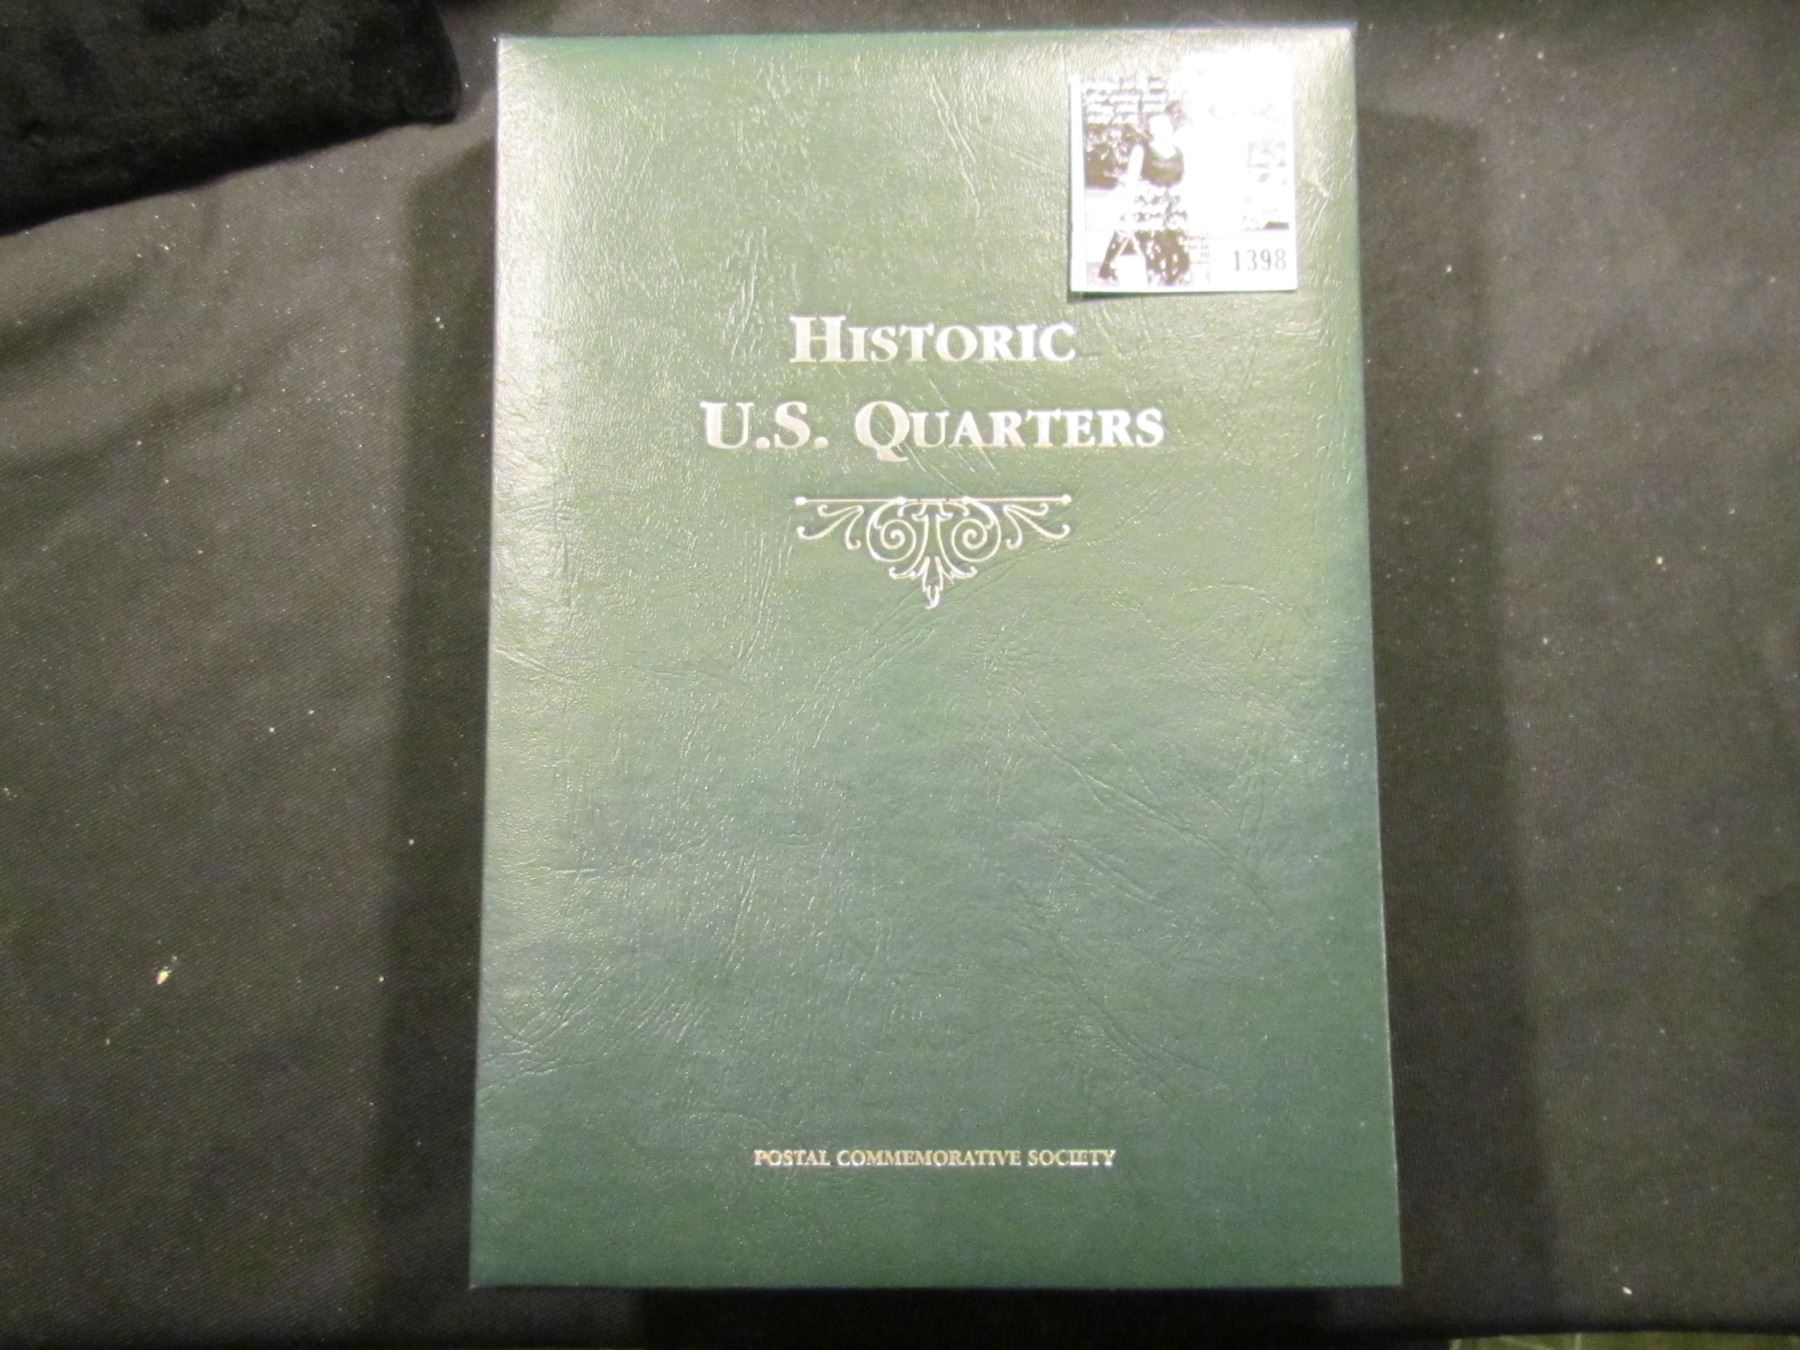 1398
HISTORIC
U.S. QUARTERS
POSTAL COMMEMORATIVE SOCIETY